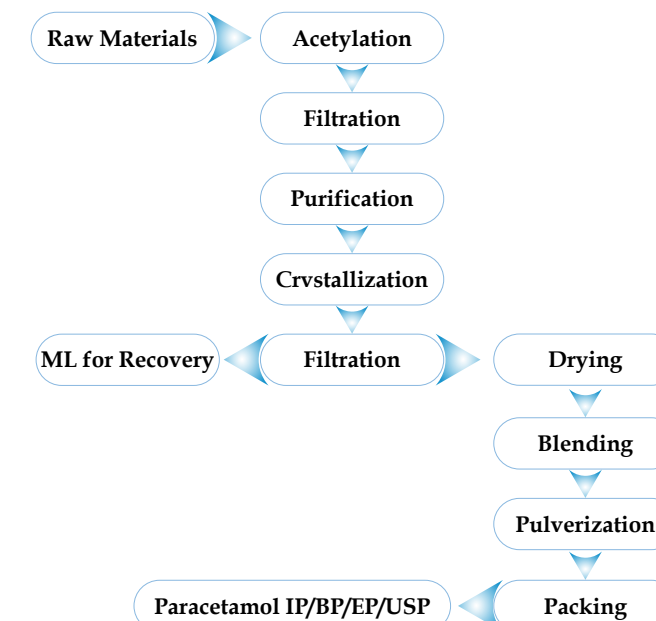 Raw Materials
Acetylation
Filtration
Purification
Crvstallization
ML for Recovery
Filtration
Drying
Blending
Pulverization
Paracetamol IP/BP/EP/USP
Packing